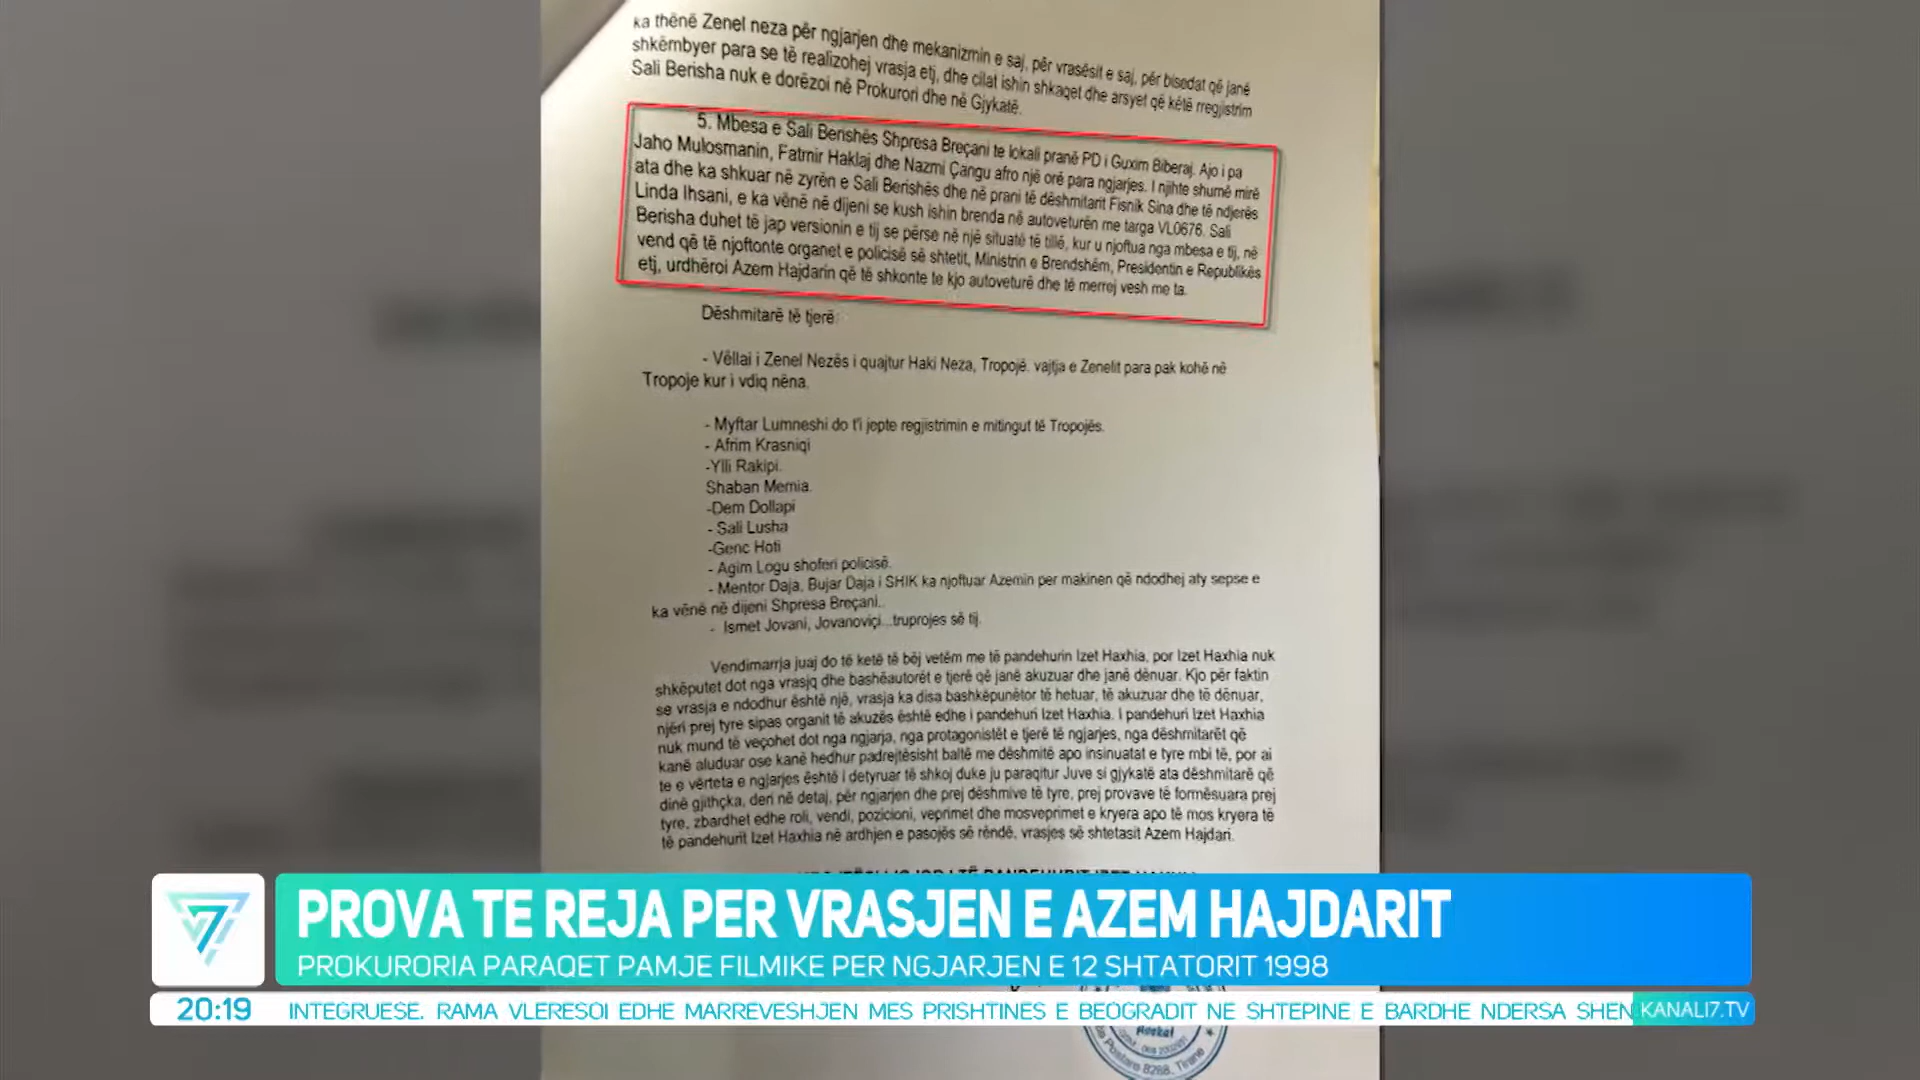 ka thënë Zenel neza për ngjarjen dhe mekanizmin e saj, për vrasësit e saj, për bisedat që janë
shkëmbyer para se të realizohej vrasja etj, dhe cilat ishin shkaqet dhe arsyet që këtë rregjistrim
Sali Berisha nuk e dorëzoi në Prokurori dhe në Gjykatë.
5. Mbesa e Sali Berishës Shpresa Breçani te lokali pranë PD i Guxim Biberaj. Ajo i pa
Jaho Mulosmanin, Fatmir Haklaj dhe Nazmi Çangu afro një orë para ngjarjes. I njihte shumë mirë
ata dhe ka shkuar në zyrën e Sali Berishës dhe në prani të dëshmitarit Fisnik Sina dhe të ndjerës
Linda Ihsani, e ka vënë në dijeni se kush ishin brenda në autoveturën me targa VL0676. Sali
Berisha duhet të jap versionin e tij se përse në një situatë të tillë, kur u njoftua nga mbesa e tij, në
vend që të njoftonte organet e policisë së shtetit, Ministrin e Brendshëm, Presidentin e Republikës
etj, urdhëroi Azem Hajdarin që të shkonte te kjo autoveturë dhe të merrej vesh me ta.
Dëshmitarë të tjerë:
- Vëllai i Zenel Nezës i quajtur Haki Neza, Tropojë. vajtja e Zenelit para pak kohë në
Tropoje kur i vdiq nëna.
- Myftar Lumneshi do t'i jepte regjistrimin e mitingut të Tropojës.
- Afrim Krasniqi
-Ylli Rakipi.
Shaban Memia.
-Dem Dollapi
- Sali Lusha
-Genc Hoti
- Agim Logu shoferi policisë.
- Mentor Daja, Bujar Daja i SHIK ka njoftuar Azemin per makinen që ndodhej aty sepse e
ka vënë në dijeni Shpresa Breçani..
- Ismet Jovani, Jovanoviçi...truprojes së tij.
Vendimarrja juaj do të ketë të bëj vetëm me të pandehurin Izet Haxhia, por Izet Haxhia nuk
shkëputet dot nga vrasjq dhe bashëautorët e tjerë që janë akuzuar dhe janë dënuar. Kjo për faktin
se vrasja e ndodhur është një, vrasja ka disa bashkëpunëtor të hetuar, të akuzuar dhe të dënuar,
njëri prej tyre sipas organit të akuzës është edhe i pandehuri Izet Haxhia. I pandehuri Izet Haxhia
nuk mund të veçohet dot nga ngjarja, nga protagonistët e tjerë të ngjarjes, nga dëshmitarët që
kanë aluduar ose kanë hedhur padrejtësisht baltë me dëshmitë apo insinuatat e tyre mbi të, por ai
te e vërteta e ngjarjes është i detyruar të shkoj duke ju paraqitur Juve si gjykatë ata dëshmitarë që
dinë gjithçka, deri në detaj, për ngjarjen dhe prej dëshmive të tyre, prej provave të formësuara prej
tyre, zbardhet edhe roli, vendi, pozicioni, veprimet dhe mosveprimet e kryera apo të mos kryera të
të pandehurit Izet Haxhia në ardhjen e pasojës së rëndë, vrasjes së shtetasit Azem Hajdari.
PROVA TE REJA PER VRASJEN E AZEM HAJDARIT
PROKURORIA PARAQET PAMJE FILMIKE PER NGJARJEN E 12 SHTATORIT 1998
20:19 INTEGRUESE. RAMA VLERESOI EDHE MARREVESHJEN MES PRISHTINES E BEOGRADIT NE SHTEPINE E BARDHE NDERSA SHEN KANALI7.TV
Avokat
Tirane